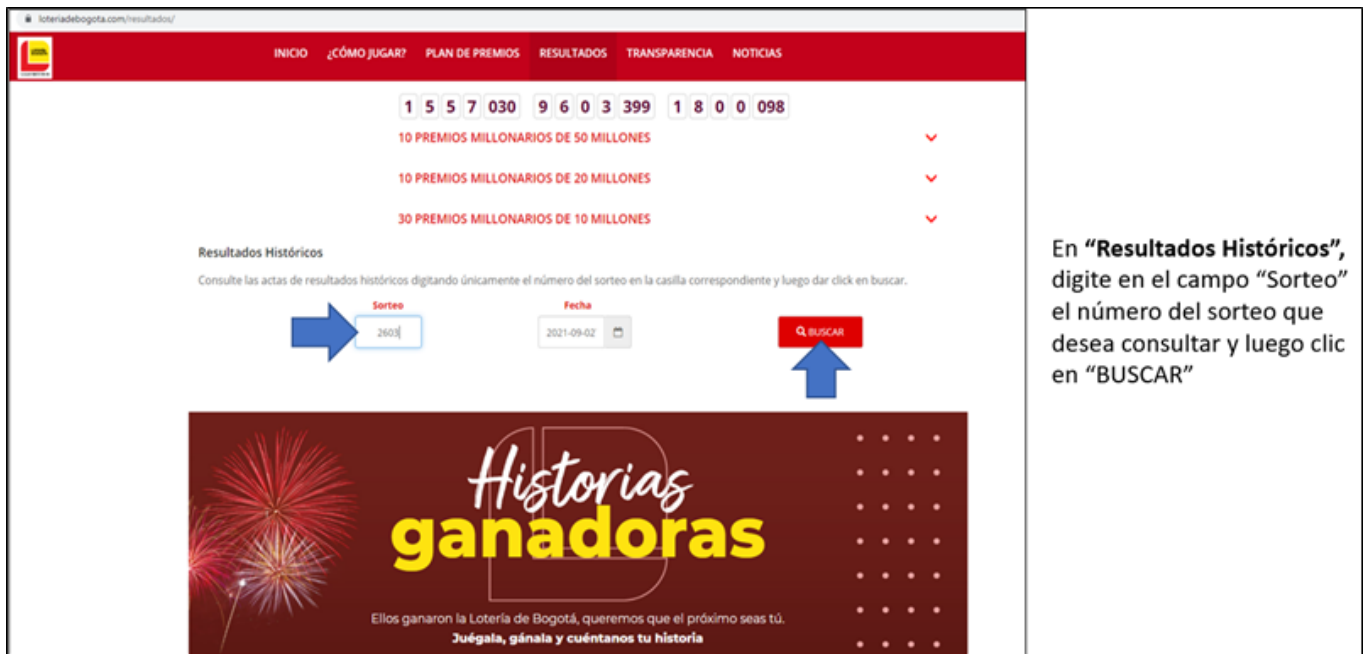 loteriadebogota.com/resultados/
INICIO ¿CÓMO JUGAR? PLAN DE PREMIOS RESULTADOS TRANSPARENCIA NOTICIAS
1 5 5 7 030 9 6 0 3 399 1 8 0 0 098
10 PREMIOS MILLONARIOS DE 50 MILLONES
10 PREMIOS MILLONARIOS DE 20 MILLONES
30 PREMIOS MILLONARIOS DE 10 MILLONES
Resultados Históricos
Consulte las actas de resultados históricos digitando únicamente el número del sorteo en la casilla correspondiente y luego dar click en buscar.
Sorteo Fecha
2603 2021-09-02 BUSCAR
Historias
ganadoras
Ellos ganaron la Lotería de Bogotá, queremos que el próximo seas tú.
Juégala, gánala y cuéntanos tu historia
En “Resultados Históricos”,
digite en el campo “Sorteo”
el número del sorteo que
desea consultar y luego clic
en “BUSCAR”